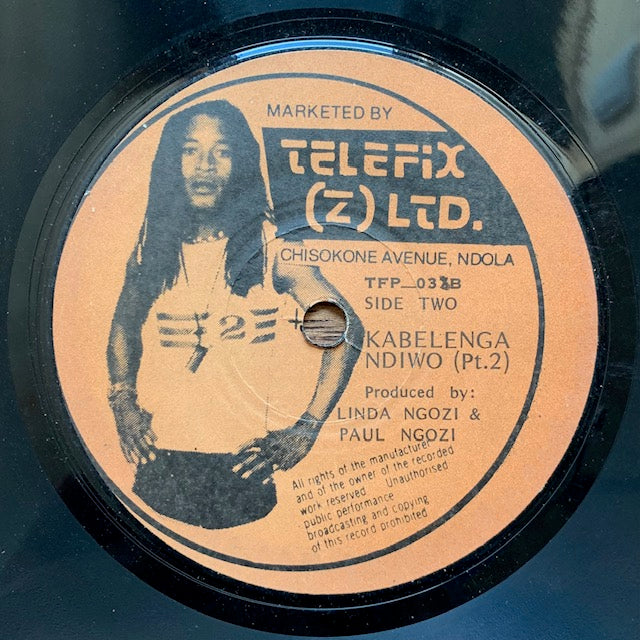 MARKETED BY
TELEFIX
(Z) LTD.
CHISOKONE AVENUE, NDOLA
SIDE TWO
KABELENGA
NDIWO (Pt.2)
Produced by:
LINDA NGOZI &
PAUL NGOZI
All rights of the manufacturer
and of the owner of the recorded
work reserved. Unauthorised
public performance
broadcasting and copying
of this record prohibited